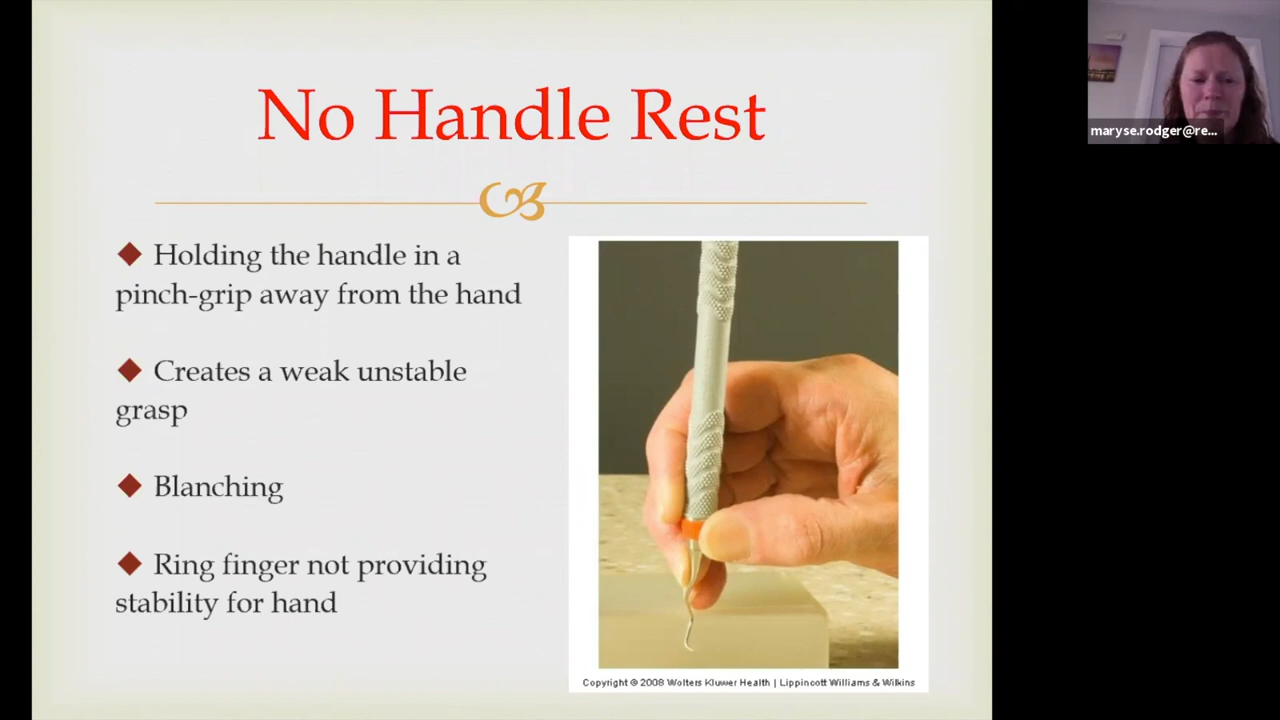 No Handle Rest
Holding the handle in a
pinch-grip away from the hand
Creates a weak unstable
grasp
Blanching
Ring finger not providing
stability for hand
Copyright © 2008 Wolters Kluwer Health | Lippincott Williams & Wilkins
maryse.rodger@re...